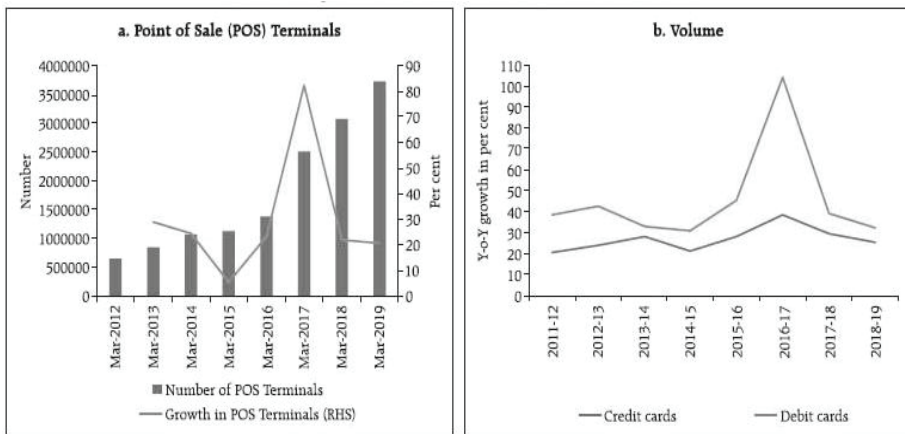 a. Point of Sale (POS) Terminals
4000000
3500000
3000000
2500000
2000000
1500000
1000000
500000
0
Number
90
80
70
60
50
40
30
20
10
0
Per cent
Mar-2012
Mar-2013
Mar-2014
Mar-2015
Mar-2016
Mar-2017
Mar-2018
Mar-2019
Number of POS Terminals
Growth in POS Terminals (RHS)
b. Volume
110
100
90
80
70
60
50
40
30
20
10
0
Y-o-Y growth in per cent
2011-12
2012-13
2013-14
2014-15
2015-16
2016-17
2017-18
2018-19
Credit cards
Debit cards